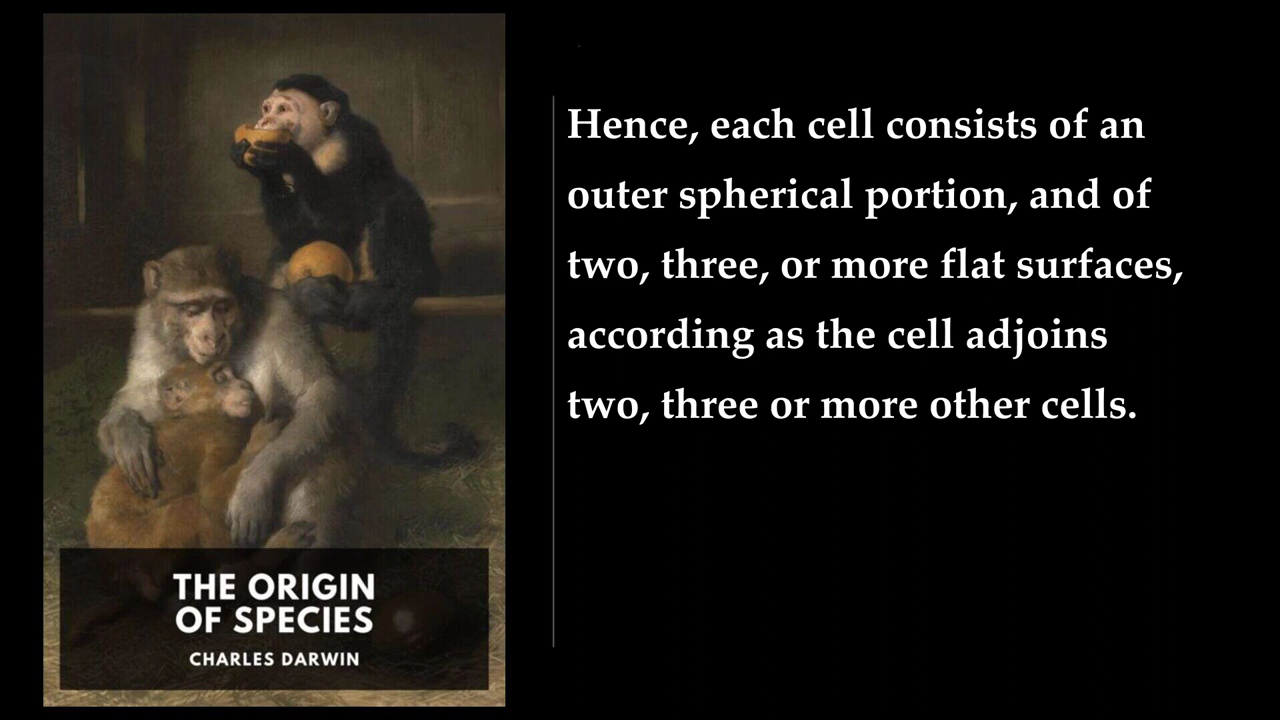 Hence, each cell consists of an
outer spherical portion, and of
two, three, or more flat surfaces,
according as the cell adjoins
two, three or more other cells.
THE ORIGIN
OF SPECIES
CHARLES DARWIN